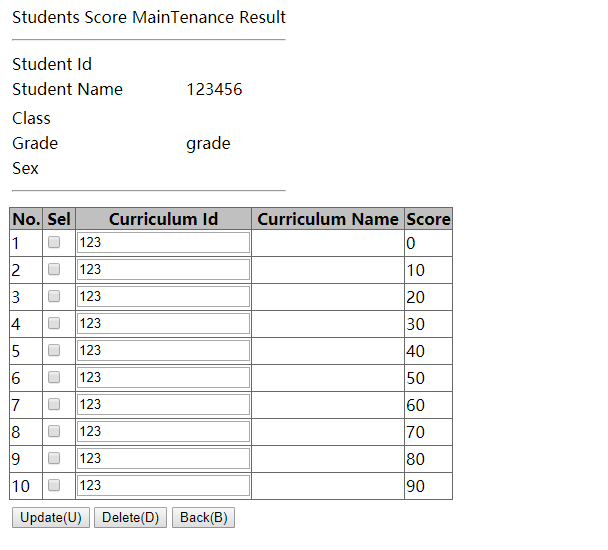 Students Score MainTenance Result
Student Id
Student Name 123456
Class
Grade grade
Sex
No. Sel Curriculum Id Curriculum Name Score
1 123 0
2 123 10
3 123 20
4 123 30
5 123 40
6 123 50
7 123 60
8 123 70
9 123 80
10 123 90
Update(U) Delete(D) Back(B)